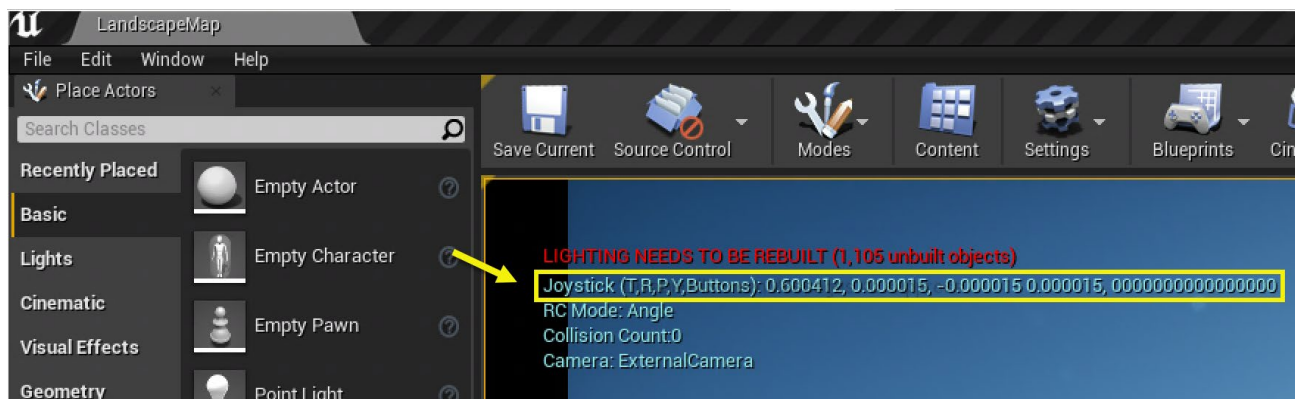 LandscapeMap
File Edit Window Help
Place Actors
Search Classes
Recently Placed
Basic
Lights
Cinematic
Visual Effects
Geometry
Empty Actor
Empty Character
Empty Pawn
Point Light
Save Current Source Control Modes Content Settings Blueprints Cin
LIGHTING NEEDS TO BE REBUILT (1,105 unbuilt objects)
Joystick (T,R,P,Y,Buttons): 0.600412, 0.000015, -0.000015 0.000015, 0000000000000000
RC Mode: Angle
Collision Count:0
Camera: ExternalCamera